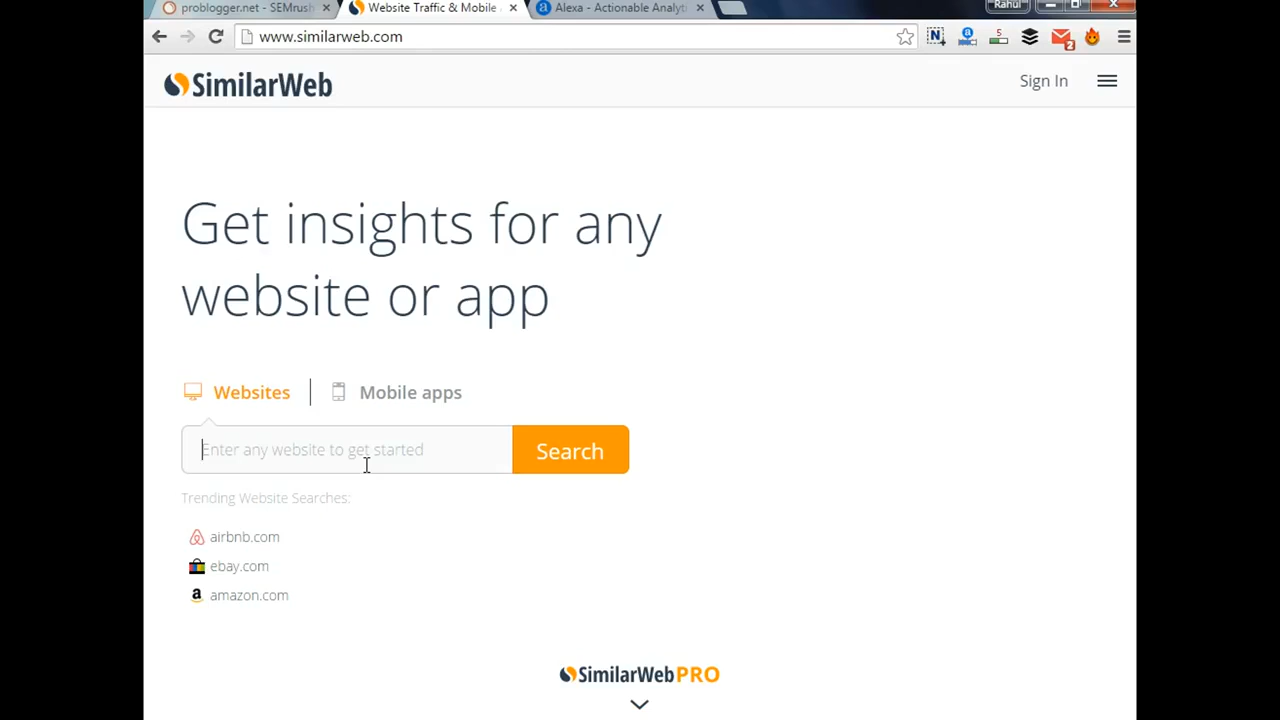 problogger.net - SEMrush
Website Traffic & Mobile
Alexa - Actionable Analyt
Rahul
www.similarweb.com
5
2
SimilarWeb
Sign In
Get insights for any
website or app
Websites
Mobile apps
Enter any website to get started
Search
Trending Website Searches:
airbnb.com
ebay.com
amazon.com
SimilarWebPRO